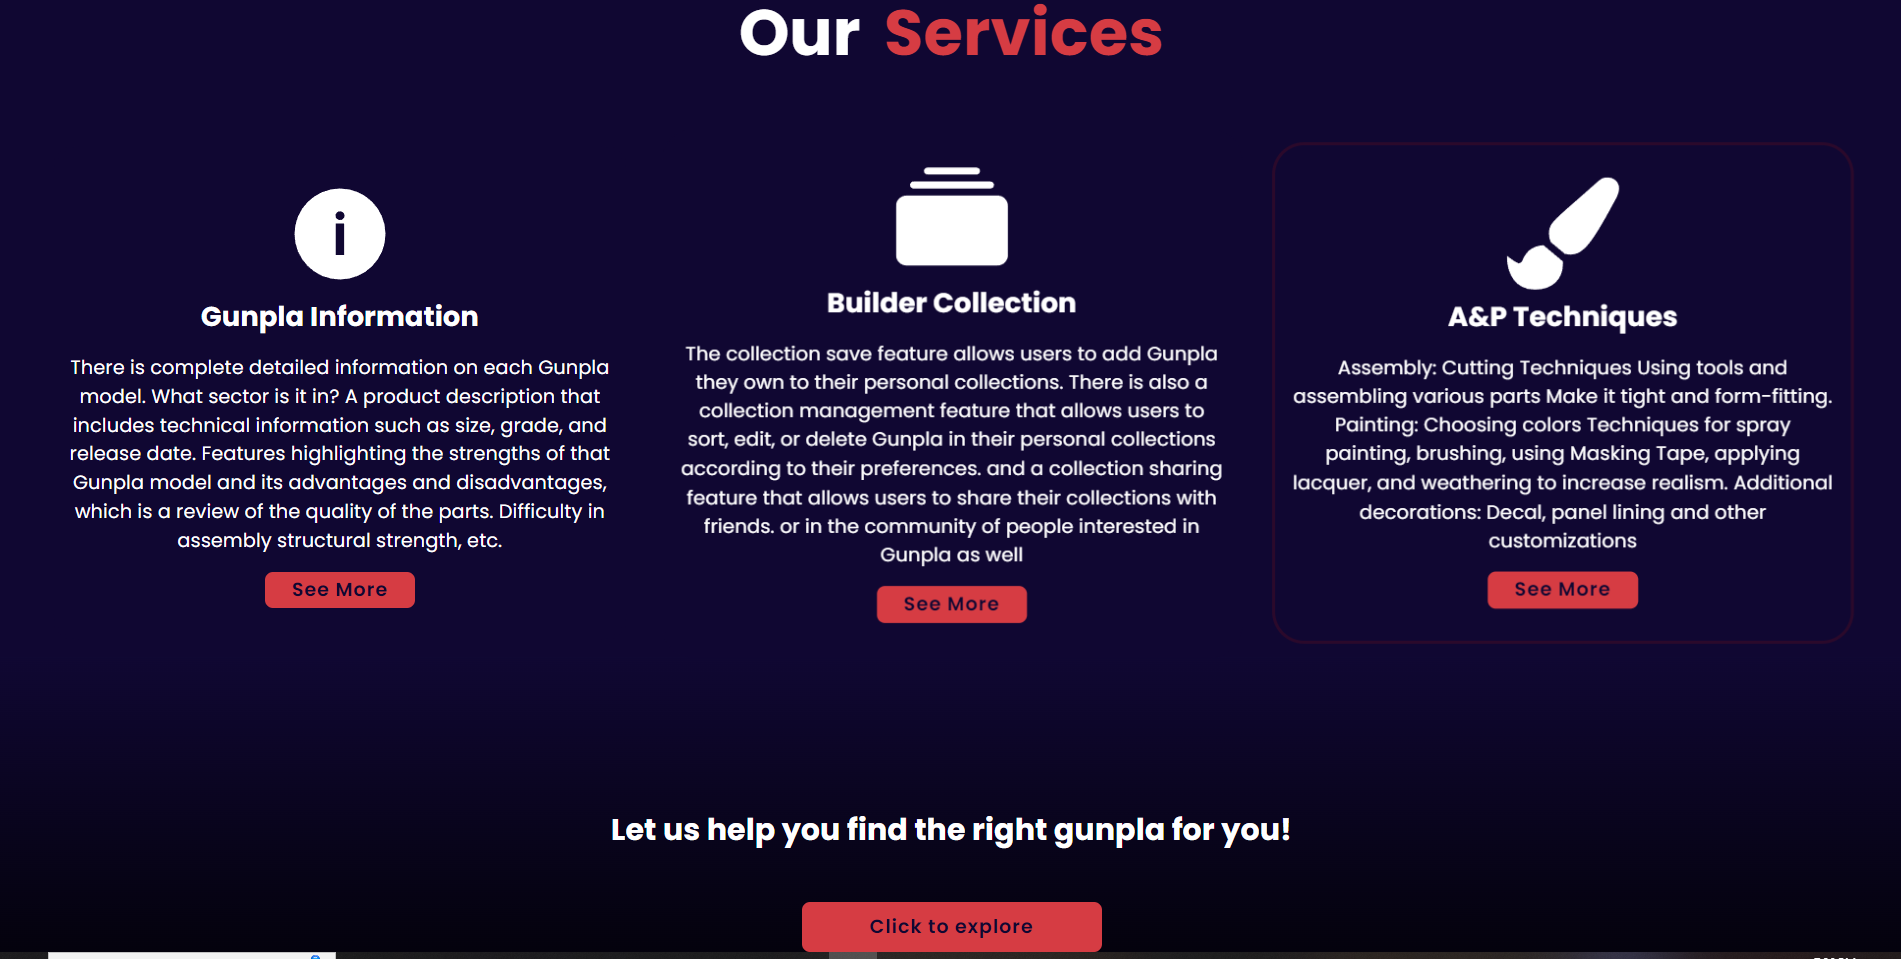 Our Services
i
Gunpla Information
There is complete detailed information on each Gunpla
model. What sector is it in? A product description that
includes technical information such as size, grade, and
release date. Features highlighting the strengths of that
Gunpla model and its advantages and disadvantages,
which is a review of the quality of the parts. Difficulty in
assembly structural strength, etc.
See More
Builder Collection
The collection save feature allows users to add Gunpla
they own to their personal collections. There is also a
collection management feature that allows users to
sort, edit, or delete Gunpla in their personal collections
according to their preferences. and a collection sharing
feature that allows users to share their collections with
friends. or in the community of people interested in
Gunpla as well
See More
A&P Techniques
Assembly: Cutting Techniques Using tools and
assembling various parts Make it tight and form-fitting.
Painting: Choosing colors Techniques for spray
painting, brushing, using Masking Tape, applying
lacquer, and weathering to increase realism. Additional
decorations: Decal, panel lining and other
customizations
See More
Let us help you find the right gunpla for you!
Click to explore